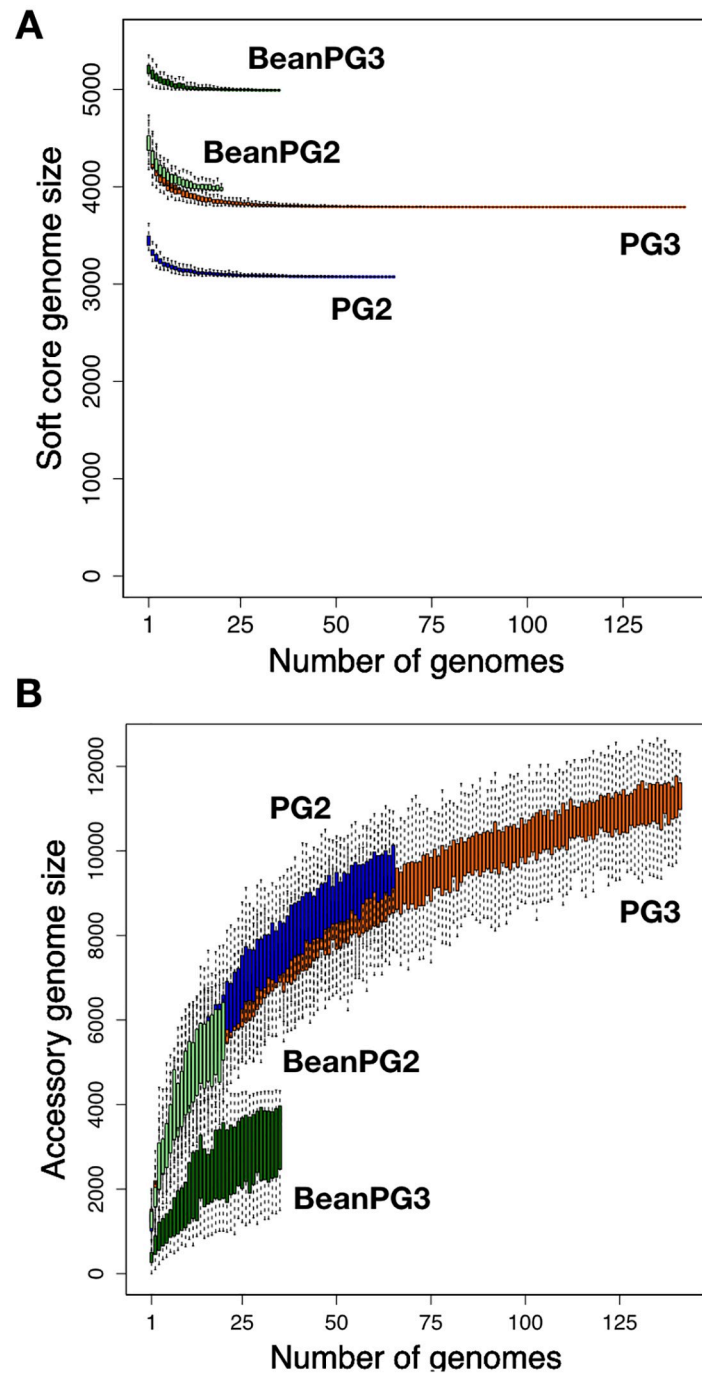 A
BeanPG3
BeanPG2
PG3
PG2
Soft core genome size
0
1000
2000
3000
4000
5000
1 25 50 75 100 125
Number of genomes
B
PG2
PG3
BeanPG2
BeanPG3
Accessory genome size
0
2000
4000
6000
8000
10000
12000
1 25 50 75 100 125
Number of genomes